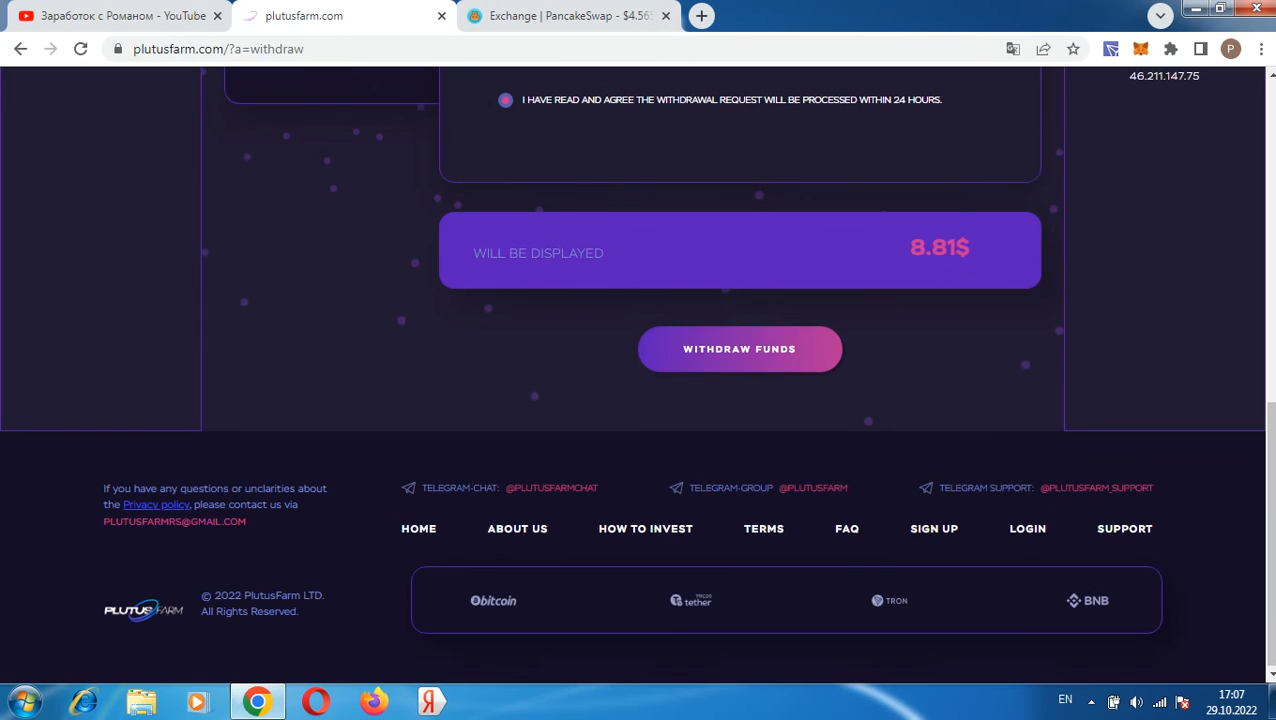 Заработок с Романом - YouTube
plutusfarm.com
Exchange | PancakeSwap - $4.565
plutusfarm.com/?a=withdraw
P
46.211.147.75
I HAVE READ AND AGREE THE WITHDRAWAL REQUEST WILL BE PROCESSED WITHIN 24 HOURS.
WILL BE DISPLAYED
8.81$
WITHDRAW FUNDS
If you have any questions or unclarities about
the Privacy policy, please contact us via
PLUTUSFARMRS@GMAIL.COM
TELEGRAM-CHAT: @PLUTUSFARMCHAT
TELEGRAM-GROUP @PLUTUSFARM
TELEGRAM SUPPORT: @PLUTUSFARM_SUPPORT
HOME
ABOUT US
HOW TO INVEST
TERMS
FAQ
SIGN UP
LOGIN
SUPPORT
PLUTUS FARM
© 2022 PlutusFarm LTD.
All Rights Reserved.
bitcoin
TRC20
tether
TRON
BNB
EN
17:07
29.10.2022